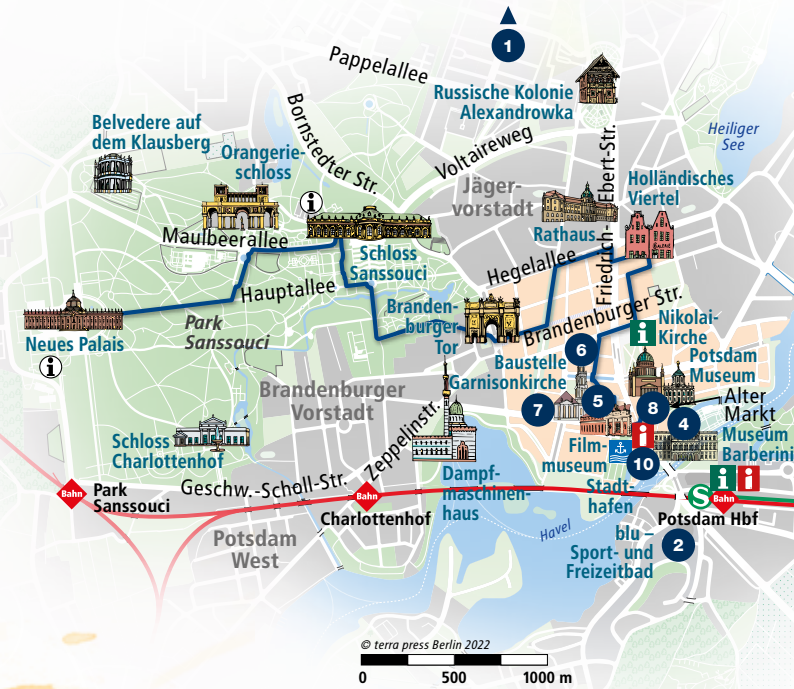 1
Pappelallee
Russische Kolonie
Alexandrowka
Belvedere auf
dem Klausberg
Bornstedter Str.
Orangerie-
schloss
Voltaireweg
Friedrich-Ebert-Str.
Heiliger
See
Jäger-
vorstadt
Holländisches
Viertel
i
Maulbeerallee
Rathaus
Schloss
Sanssouci
Hegelallee
Hauptallee
Branden-
burger
Tor
Brandenburger Str.
Neues Palais
i
Park
Sanssouci
i
Nikolai-
Kirche
6
Baustelle
Garnisonkirche
Potsdam
Museum
Brandenburger
Vorstadt
7
5
8
4
Alter
Markt
Schloss
Charlottenhof
Zeppelinstr.
Film-
museum
i
10
Museum
Barberini
Dampf-
maschinen-
haus
Stadt-
hafen
i
i
Geschw.-Scholl-Str.
Bahn
Park
Sanssouci
Bahn
Charlottenhof
S
Bahn
Potsdam Hbf
Potsdam
West
Havel
blu –
Sport- und
Freizeitbad
2
© terra press Berlin 2022
0 500 1000 m